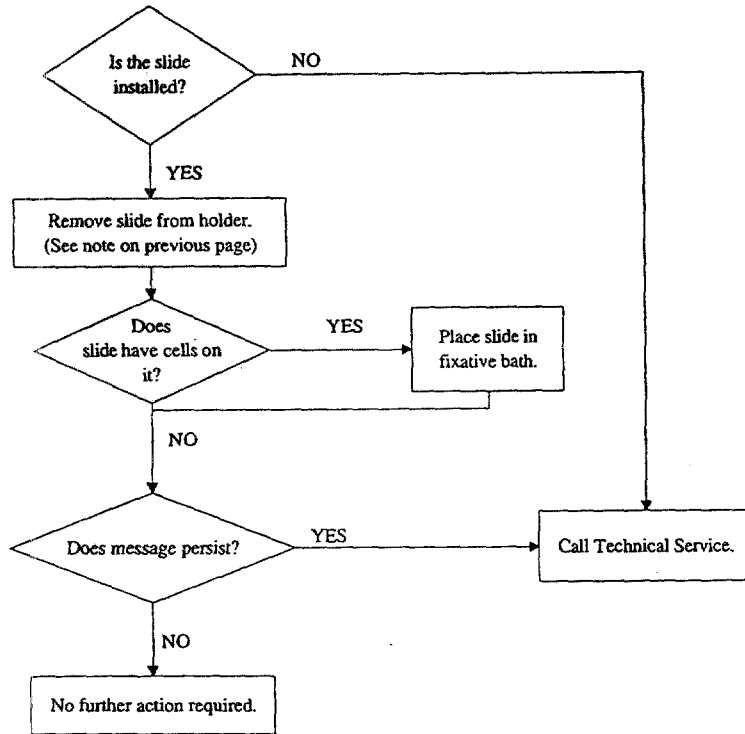 Is the slide
installed?
NO
YES
Remove slide from holder.
(See note on previous page)
Does
slide have cells on
it?
YES
Place slide in
fixative bath.
NO
Does message persist?
YES
Call Technical Service.
NO
No further action required.